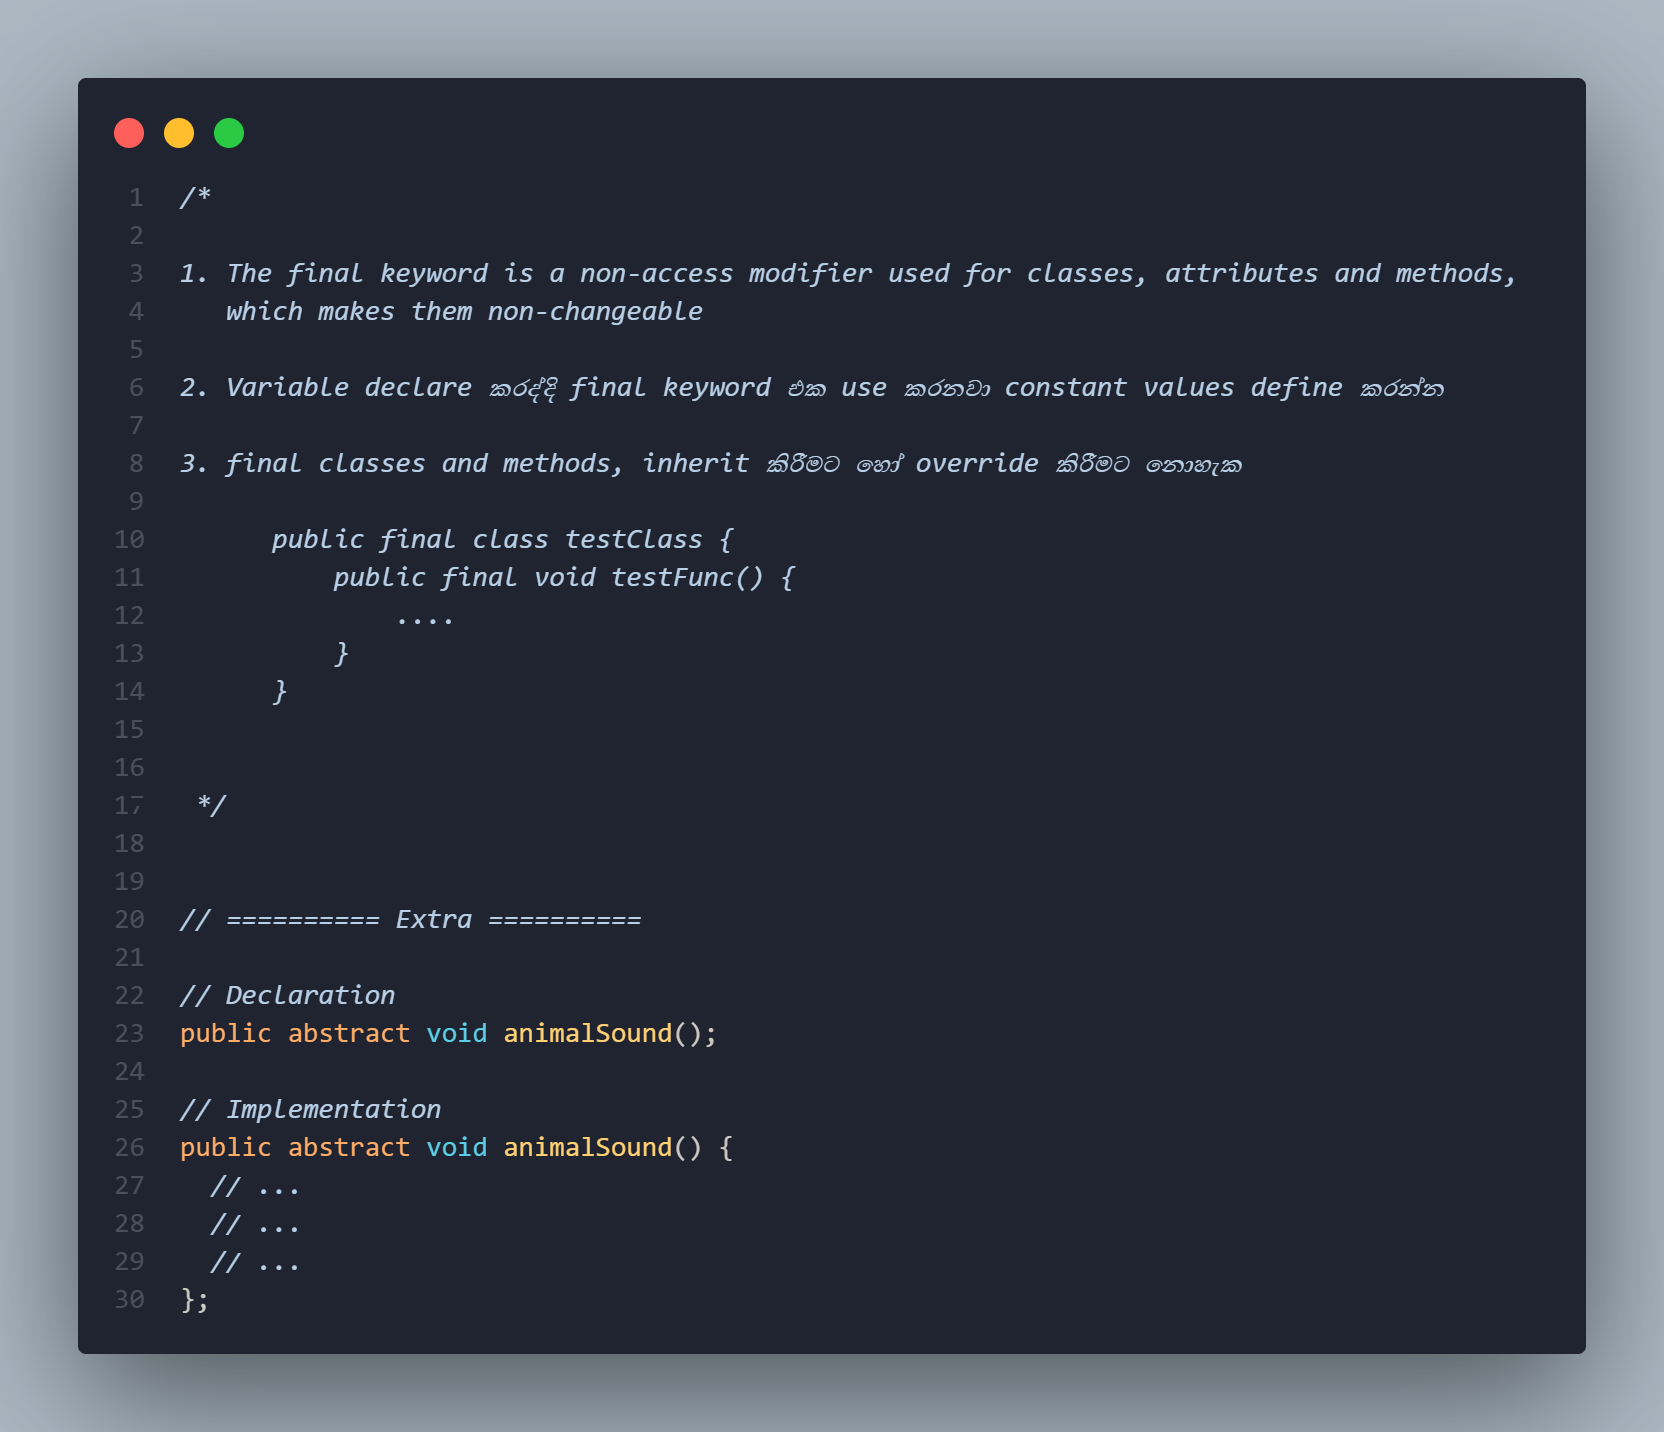 1 /*
2
3 1. The final keyword is a non-access modifier used for classes, attributes and methods,
4    which makes them non-changeable
5
6 2. Variable declare කරද්දි final keyword එක use කරනවා constant values define කරන්න
7
8 3. final classes and methods, inherit කිරීමට හෝ override කිරීමට නොහැක
9
10       public final class testClass {
11           public final void testFunc() {
12               ....
13           }
14       }
15
16
17  */
18
19
20 // ========== Extra ==========
21
22 // Declaration
23 public abstract void animalSound();
24
25 // Implementation
26 public abstract void animalSound() {
27   // ...
28   // ...
29   // ...
30 };